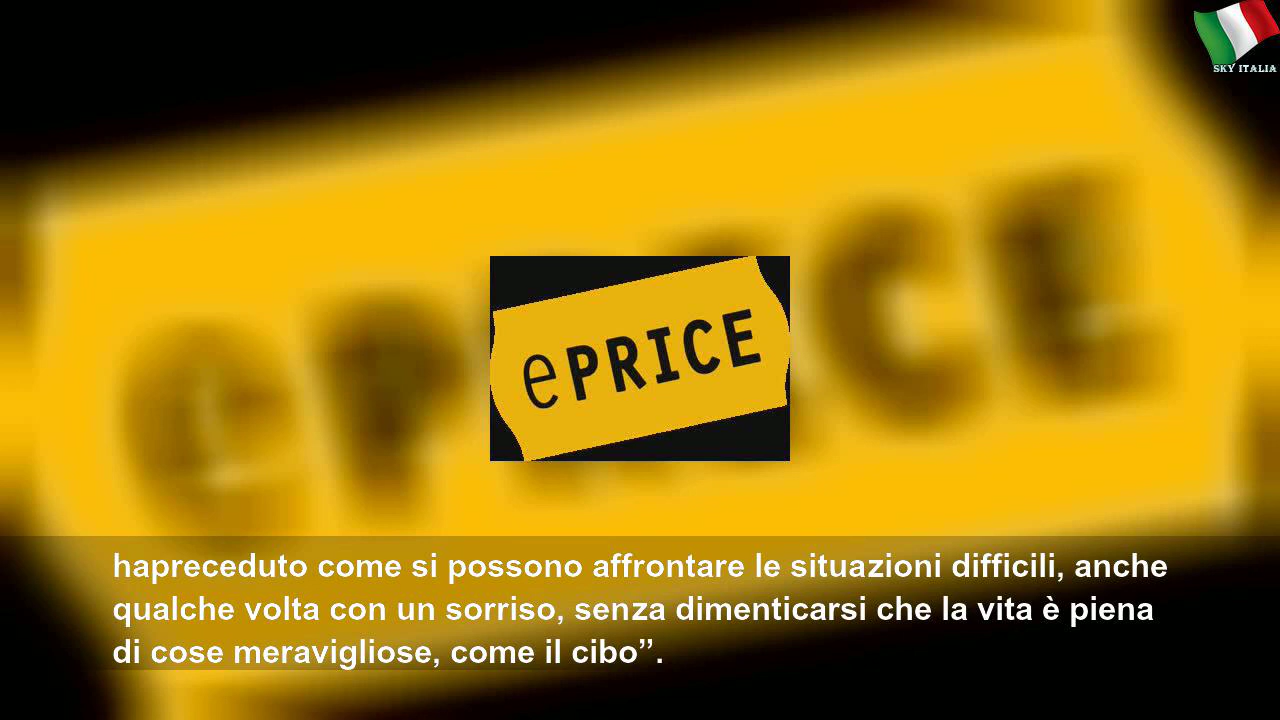 SKY ITALIA
ePRICE
hapreceduto come si possono affrontare le situazioni difficili, anche
qualche volta con un sorriso, senza dimenticarsi che la vita è piena
di cose meravigliose, come il cibo”.